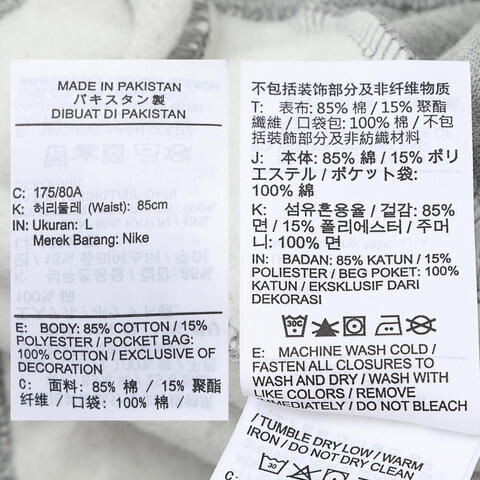 MADE IN PAKISTAN
パキスタン製
DIBUAT DI PAKISTAN
C: 175/80A
K: 허리둘레 (Waist): 85cm
IN: Ukuran: L
Merek Barang: Nike
E: BODY: 85% COTTON / 15%
POLYESTER / POCKET BAG:
100% COTTON / EXCLUSIVE OF
DECORATION
C: 面料: 85% 棉 / 15% 聚酯
纤维 / 口袋: 100% 棉 /
不包括装饰部分及非纤维物质
T: 表布: 85% 棉 / 15% 聚酯
纖維 / 口袋包: 100% 棉 / 不包
括裝飾部分及非紡織材料
J: 本体: 85% 綿 / 15% ポリ
エステル / ポケット袋:
100% 綿
K: 섬유혼용율 / 겉감: 85%
면 / 15% 폴리에스터 / 주머
니: 100% 면
IN: BADAN: 85% KATUN / 15%
POLIESTER / BEG POKET: 100%
KATUN / EKSKLUSIF DARI
DEKORASI
30C
E: MACHINE WASH COLD /
FASTEN ALL CLOSURES TO
WASH AND DRY / WASH WITH
LIKE COLORS / REMOVE
IMMEDIATELY / DO NOT BLEACH
/ TUMBLE DRY LOW / WARM
IRON / DO NOT DRY CLEAN
30
C: